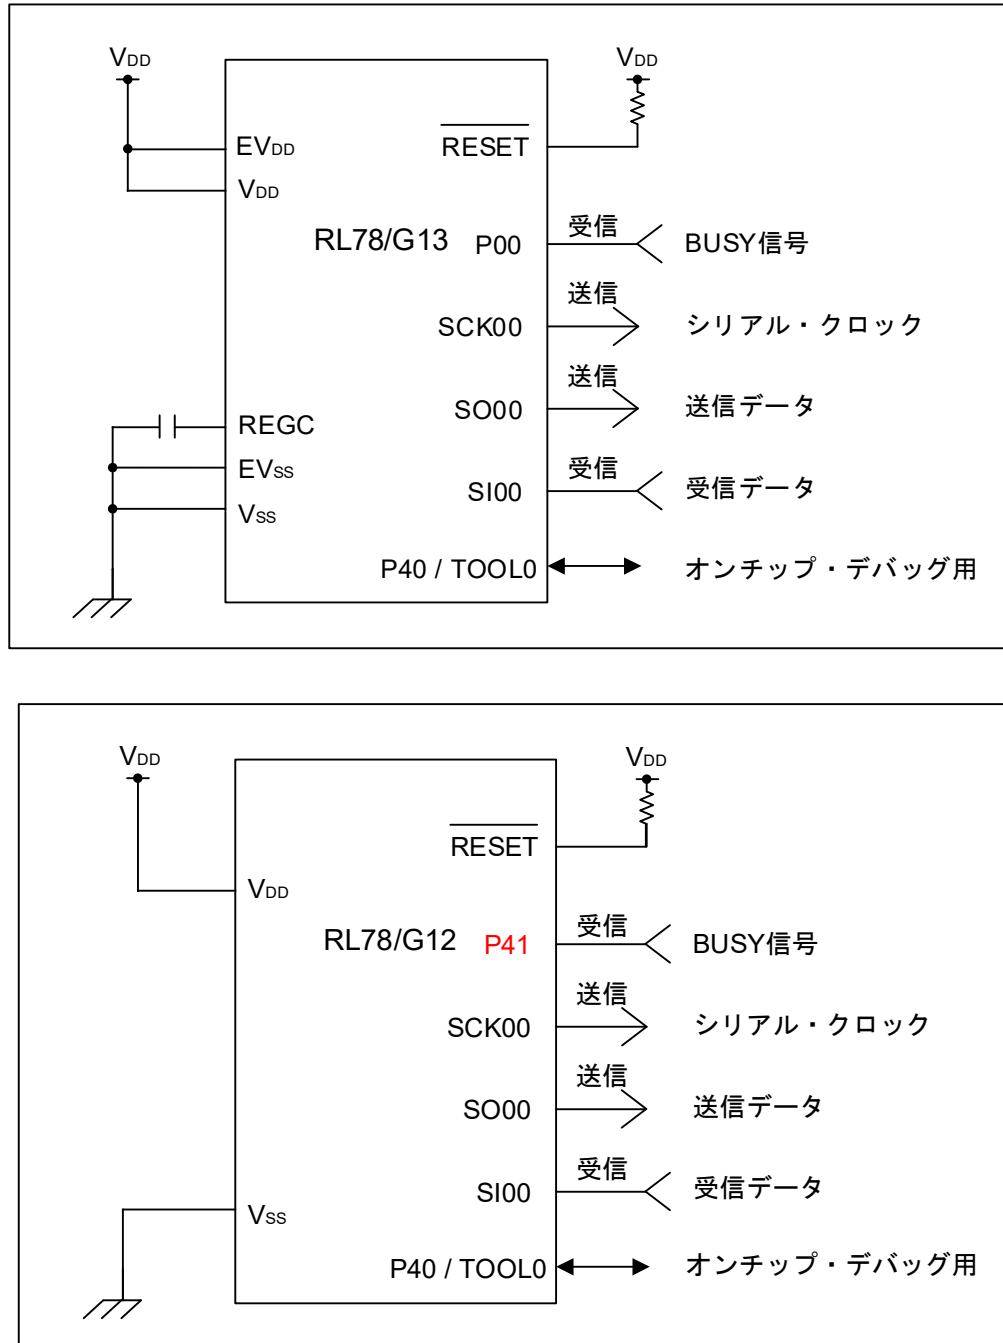 VDD
VDD
EVDD
RESET
VDD
受信
RL78/G13
P00
BUSY信号
送信
SCK00
シリアル・クロック
送信
SO00
送信データ
REGC
受信
EVSS
SI00
受信データ
VSS
P40 / TOOL0
オンチップ・デバッグ用
VDD
VDD
RESET
VDD
受信
RL78/G12
P41
BUSY信号
送信
SCK00
シリアル・クロック
送信
SO00
送信データ
受信
SI00
受信データ
VSS
P40 / TOOL0
オンチップ・デバッグ用